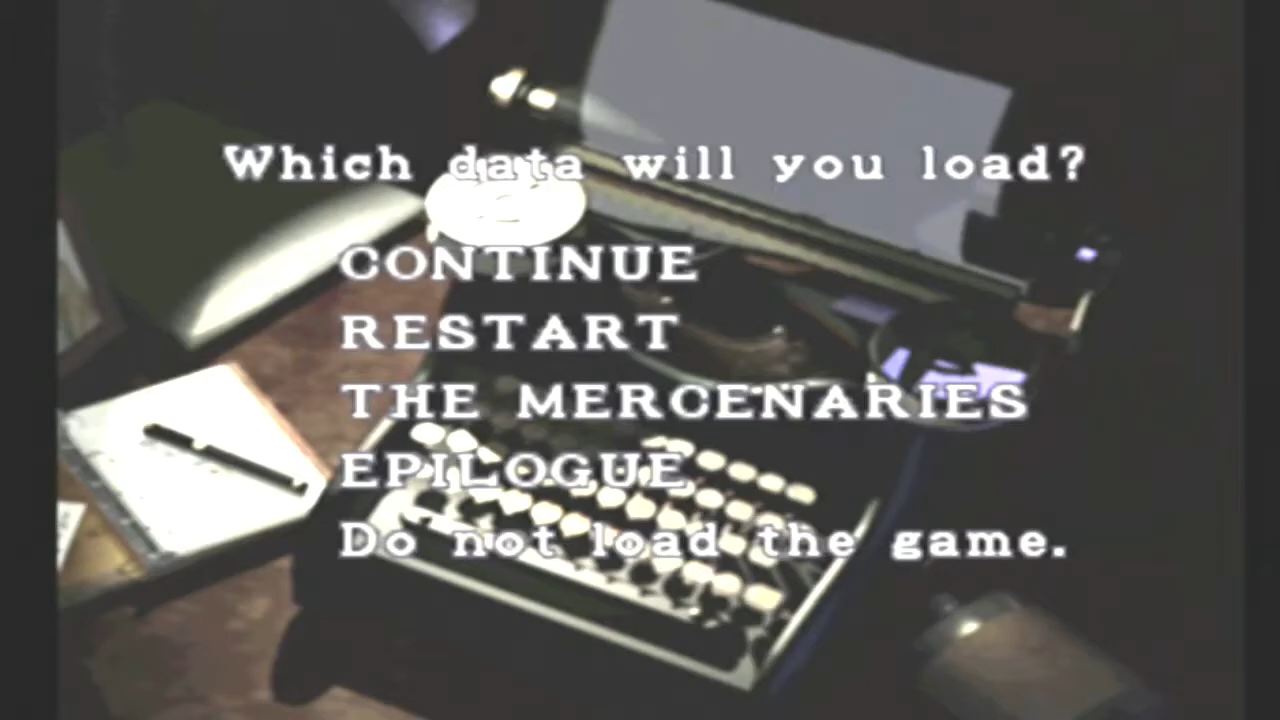 Which data will you load?
CONTINUE
RESTART
THE MERCENARIES
EPILOGUE
Do not load the game.